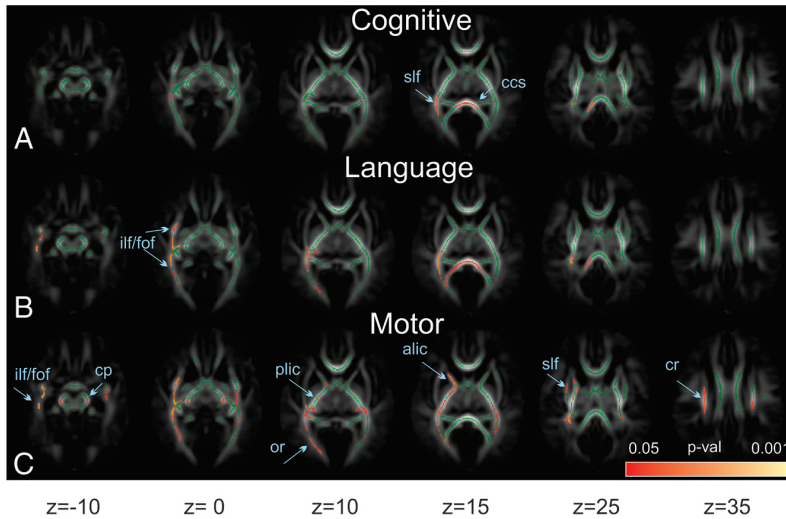 Cognitive
slf
ccs
A
Language
ilf/fof
B
Motor
ilf/fof
cp
plic
or
alic
slf
cr
0.05 p-val 0.001
C
z=-10 z= 0 z=10 z=15 z=25 z=35